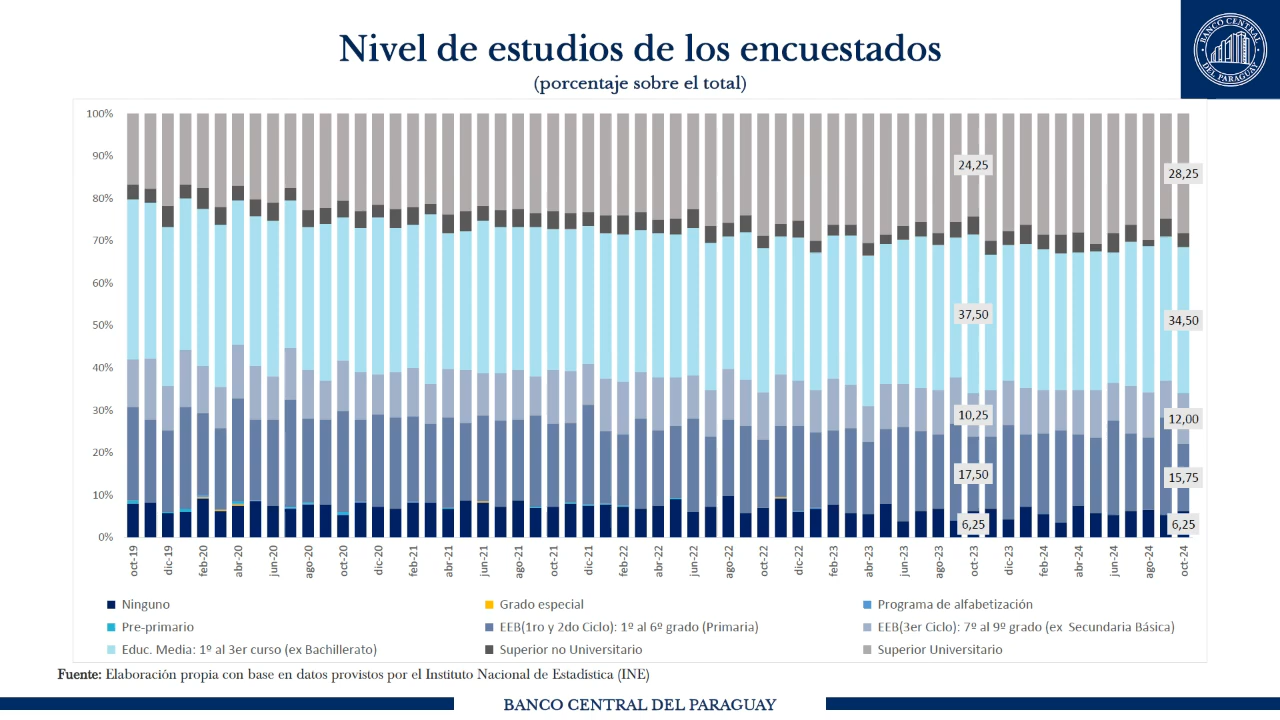 Nivel de estudios de los encuestados
(porcentaje sobre el total)
BANCO CENTRAL
DEL PARAGUAY
100%
90%
80%
70%
60%
50%
40%
30%
20%
10%
0%
24,25
28,25
37,50
34,50
10,25
12,00
17,50
15,75
6,25
6,25
oct-19
dic-19
feb-20
abr-20
jun-20
ago-20
oct-20
dic-20
feb-21
abr-21
jun-21
ago-21
oct-21
dic-21
feb-22
abr-22
jun-22
ago-22
oct-22
dic-22
feb-23
abr-23
jun-23
ago-23
oct-23
dic-23
feb-24
abr-24
jun-24
ago-24
oct-24
Ninguno
Grado especial
Programa de alfabetización
Pre-primario
EEB(1ro y 2do Ciclo): 1º al 6º grado (Primaria)
EEB(3er Ciclo): 7º al 9º grado (ex Secundaria Básica)
Educ. Media: 1º al 3er curso (ex Bachillerato)
Superior no Universitario
Superior Universitario
Fuente: Elaboración propia con base en datos provistos por el Instituto Nacional de Estadística (INE)
BANCO CENTRAL DEL PARAGUAY